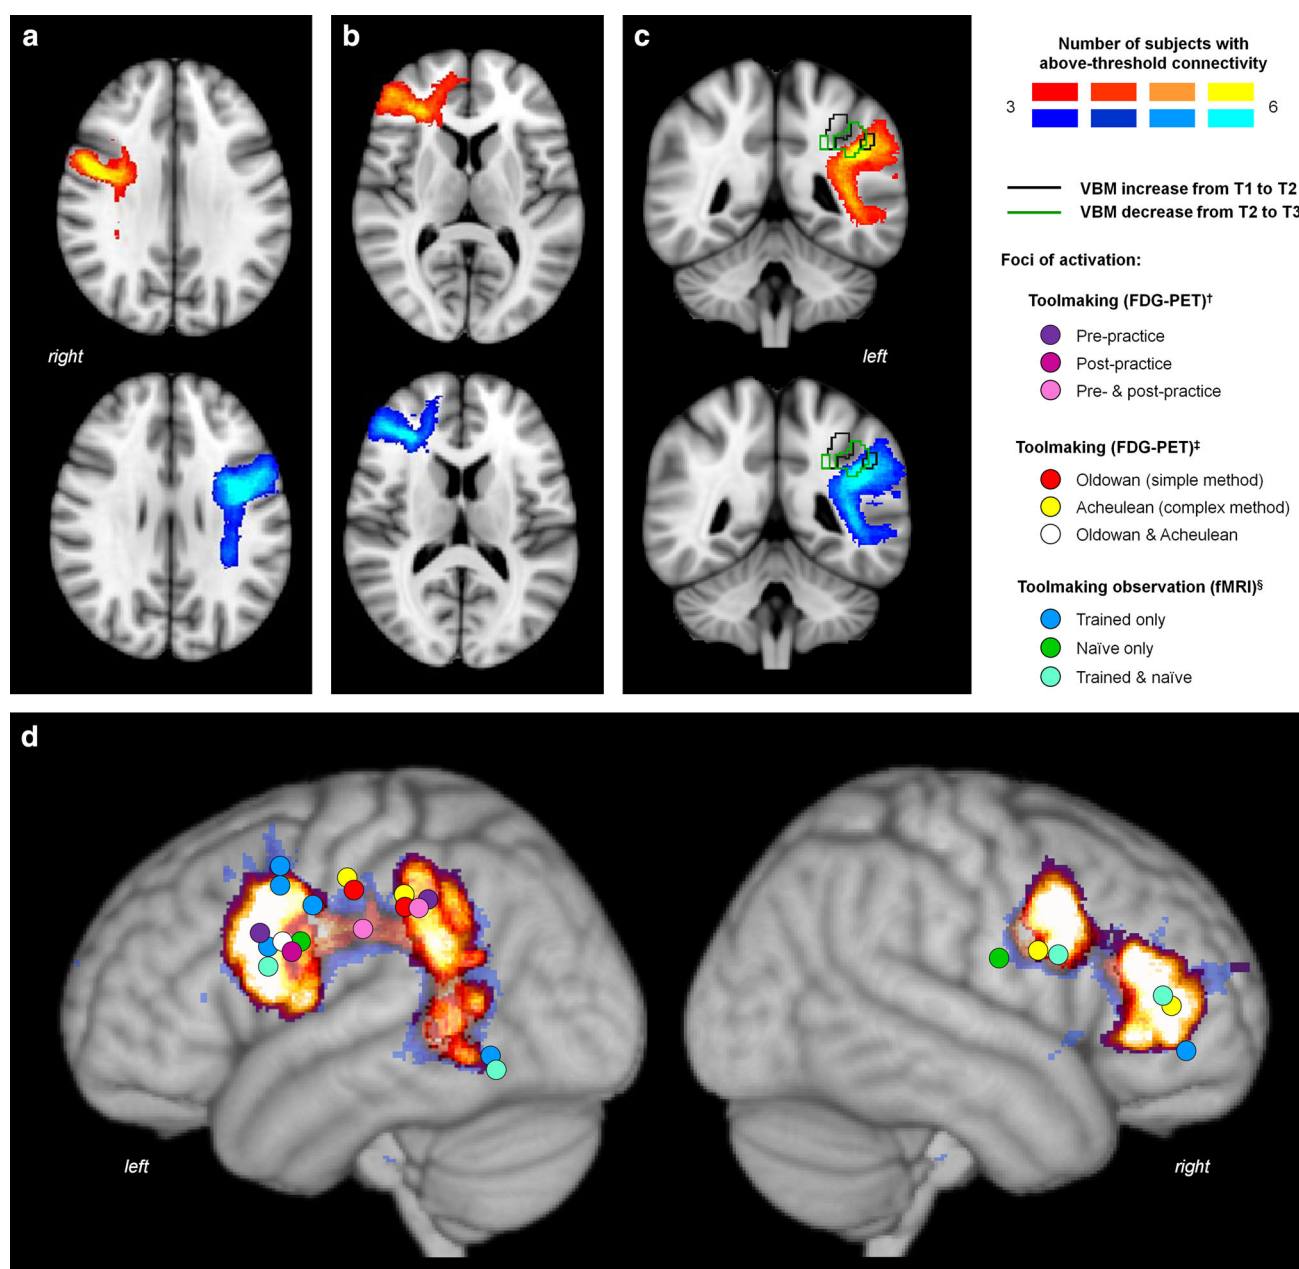 a
b
c
Number of subjects with
above-threshold connectivity
3
6
VBM increase from T1 to T2
VBM decrease from T2 to T3
Foci of activation:
Toolmaking (FDG-PET)†
Pre-practice
Post-practice
Pre- & post-practice
right
left
Toolmaking (FDG-PET)‡
Oldowan (simple method)
Acheulean (complex method)
Oldowan & Acheulean
Toolmaking observation (fMRI)§
Trained only
Naïve only
Trained & naïve
d
left
right